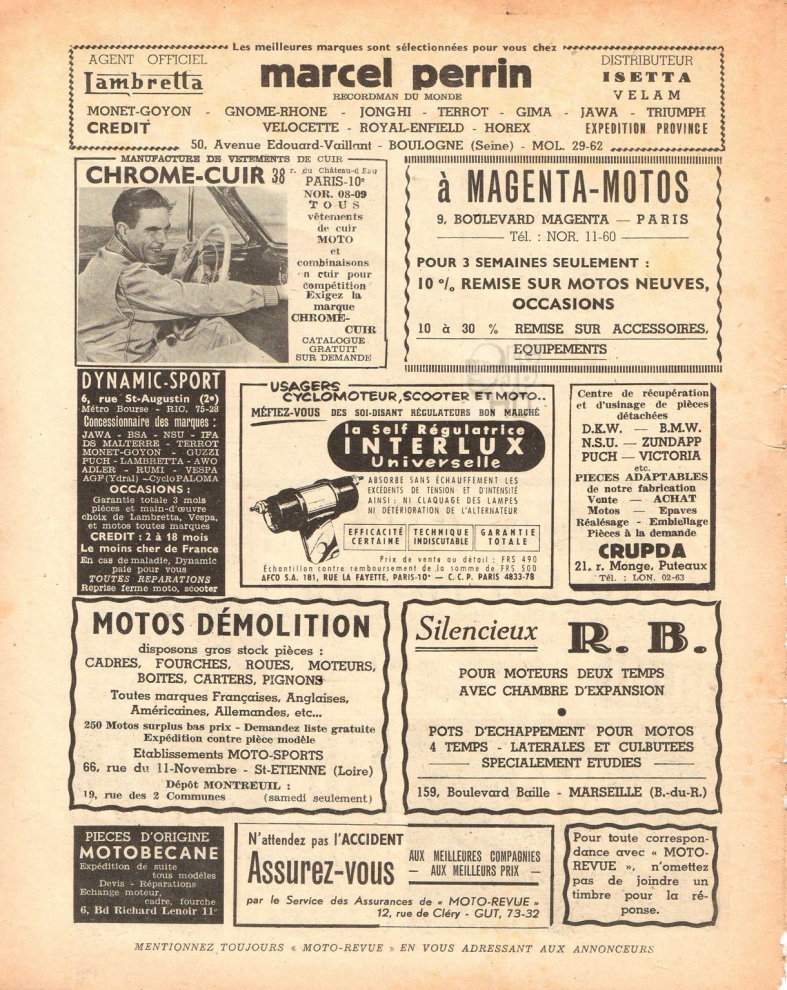 Les meilleures marques sont sélectionnées pour vous chez
AGENT OFFICIEL
Lambretta
marcel perrin
RECORDMAN DU MONDE
DISTRIBUTEUR
ISETTA
VELAM
MONET-GOYON - GNOME-RHONE - JONGHI - TERROT - GIMA - JAWA - TRIUMPH
CREDIT VELOCETTE - ROYAL-ENFIELD - HOREX EXPEDITION PROVINCE
50, Avenue Edouard-Vaillant - BOULOGNE (Seine) - MOL. 29-62
MANUFACTURE DE VETEMENTS DE CUIR
CHROME-CUIR 38 r. du Château-d'Eau
PARIS-10e
NOR. 08-09
TOUS
vêtements
de cuir
MOTO
et
combinaisons
en cuir pour
compétition
Exigez la
marque
CHROME-
CUIR
CATALOGUE
GRATUIT
SUR DEMANDE
à MAGENTA-MOTOS
9, BOULEVARD MAGENTA — PARIS
Tél. : NOR. 11-60
POUR 3 SEMAINES SEULEMENT :
10 % REMISE SUR MOTOS NEUVES,
OCCASIONS
10 à 30 % REMISE SUR ACCESSOIRES,
EQUIPEMENTS
DYNAMIC-SPORT
6, rue St-Augustin (2e)
Métro Bourse - RIC. 75-28
Concessionnaire des marques :
JAWA - BSA - NSU - IFA
DS MALTERRE - TERROT
MONET-GOYON - GUZZI
PUCH - LAMBRETTA - AWO
ADLER - RUMI - VESPA
AGF (Ydral) - Cyclo PALOMA
OCCASIONS :
Garantie totale 3 mois
pièces et main-d'œuvre
choix de Lambretta, Vespa,
et motos toutes marques
CREDIT : 2 à 18 mois
Le moins cher de France
En cas de maladie, Dynamic
paie pour vous
TOUTES REPARATIONS
Reprise ferme moto, scooter
USAGERS
CYCLOMOTEUR, SCOOTER ET MOTO..
MÉFIEZ-VOUS DES SOI-DISANT RÉGULATEURS BON MARCHÉ
la Self Régulatrice
INTERLUX
Universelle
ABSORBE SANS ÉCHAUFFEMENT LES
EXCÉDENTS DE TENSION ET D'INTENSITÉ
AINSI : NI CLAQUAGE DES LAMPES
NI DÉTERIORATION DE L'ALTERNATEUR
EFFICACITÉ CERTAINE
TECHNIQUE INDISCUTABLE
GARANTIE TOTALE
Prix de vente au détail : FRS 490
Échantillon contre remboursement de la somme de FRS 500
AFCO S.A. 181, RUE LA FAYETTE, PARIS-10e — C.C.P. PARIS 4833-78
Centre de récupération
et d'usinage de pièces
détachées
D.K.W. — B.M.W.
N.S.U. — ZUNDAPP
PUCH — VICTORIA
etc.
PIECES ADAPTABLES
de notre fabrication
Vente — ACHAT
Motos — Epaves
Réalésage - Embiellage
Pièces à la demande
CRUPDA
21, r. Monge, Puteaux
Tél. : LON. 02-63
MOTOS DÉMOLITION
disposons gros stock pièces :
CADRES, FOURCHES, ROUES, MOTEURS,
BOITES, CARTERS, PIGNONS
Toutes marques Françaises, Anglaises,
Américaines, Allemandes, etc...
250 Motos surplus bas prix - Demandez liste gratuite
Expédition contre pièce modèle
Etablissements MOTO-SPORTS
66, rue du 11-Novembre - St-ETIENNE (Loire)
Dépôt MONTREUIL :
19, rue des 2 Communes (samedi seulement)
Silencieux R. B.
POUR MOTEURS DEUX TEMPS
AVEC CHAMBRE D'EXPANSION
POTS D'ECHAPPEMENT POUR MOTOS
4 TEMPS - LATERALES ET CULBUTEES
SPECIALEMENT ETUDIES
159, Boulevard Baille - MARSEILLE (B.-du-R.)
PIECES D'ORIGINE
MOTOBECANE
Expédition de suite
tous modèles
Devis - Réparations
Echange moteur,
cadre, fourche
6, Bd Richard Lenoir 11e
N'attendez pas l'ACCIDENT
Assurez-vous
AUX MEILLEURES COMPAGNIES
— AUX MEILLEURS PRIX —
par le Service des Assurances de « MOTO-REVUE »
12, rue de Cléry - GUT, 73-32
Pour toute correspon-
dance avec « MOTO-
REVUE », n'omettez
pas de joindre un
timbre pour la ré-
ponse.
MENTIONNEZ TOUJOURS « MOTO-REVUE » EN VOUS ADRESSANT AUX ANNONCEURS